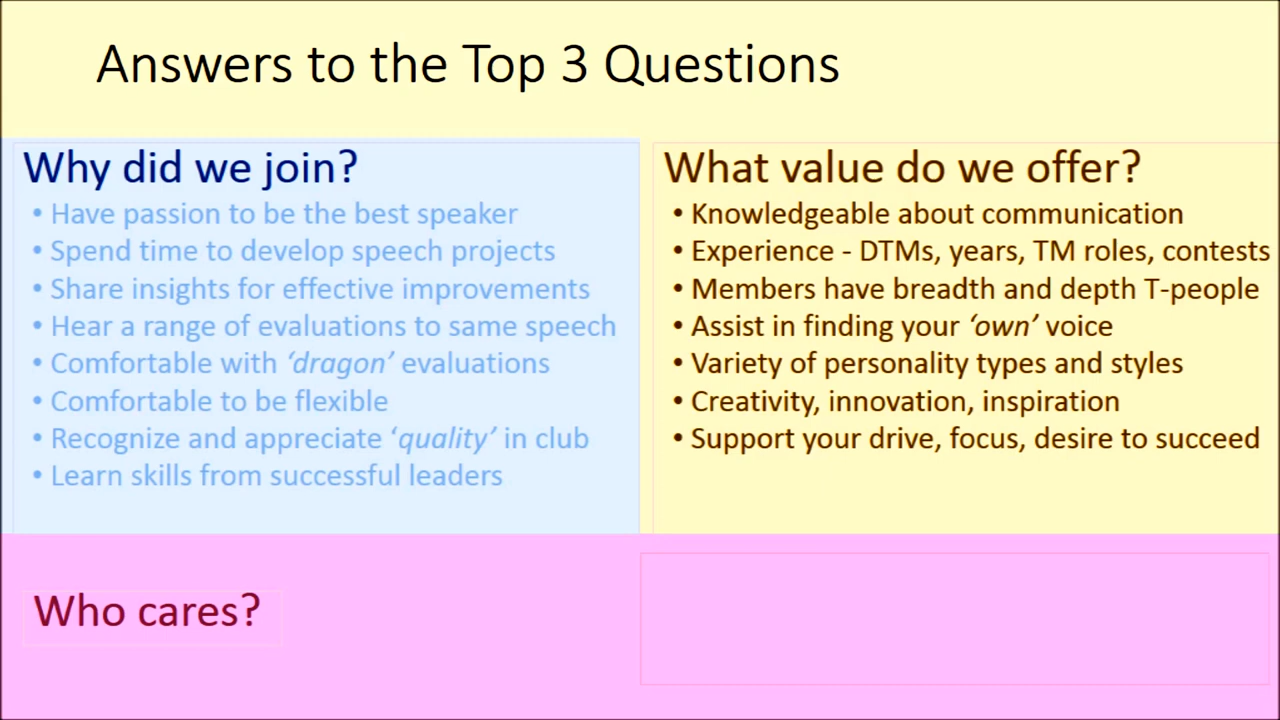 Answers to the Top 3 Questions
Why did we join?
• Have passion to be the best speaker
• Spend time to develop speech projects
• Share insights for effective improvements
• Hear a range of evaluations to same speech
• Comfortable with ‘dragon’ evaluations
• Comfortable to be flexible
• Recognize and appreciate ‘quality’ in club
• Learn skills from successful leaders
What value do we offer?
• Knowledgeable about communication
• Experience - DTMs, years, TM roles, contests
• Members have breadth and depth T-people
• Assist in finding your ‘own’ voice
• Variety of personality types and styles
• Creativity, innovation, inspiration
• Support your drive, focus, desire to succeed
Who cares?